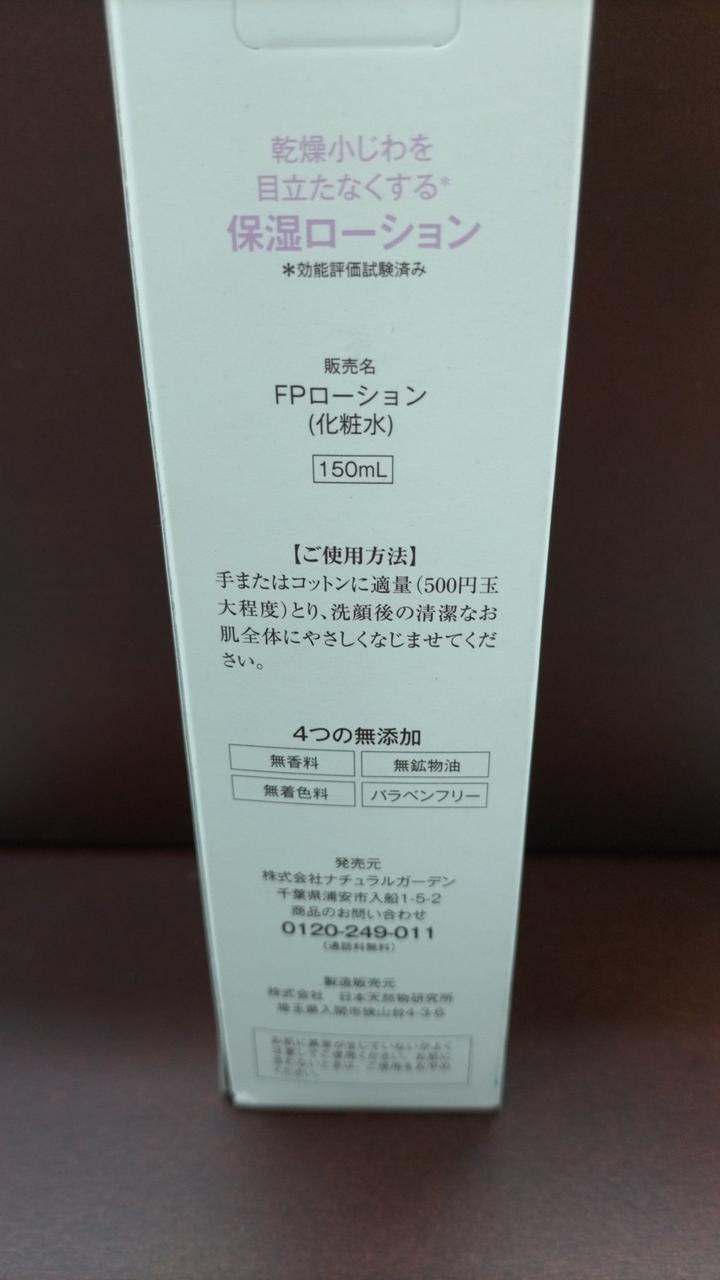 乾燥小じわを
目立たなくする*
保湿ローション
＊効能評価試験済み
販売名
FPローション
(化粧水)
150mL
【ご使用方法】
手またはコットンに適量(500円玉
大程度)とり、洗顔後の清潔なお
肌全体にやさしくなじませてくだ
さい。
4つの無添加
無香料 無鉱物油
無着色料 パラベンフリー
発売元
株式会社ナチュラルガーデン
千葉県浦安市入船1-5-2
商品のお問い合わせ
0120-249-011
(通話料無料)
製造販売元
株式会社 日本天然物研究所
埼玉県入間市狭山台4-3-6